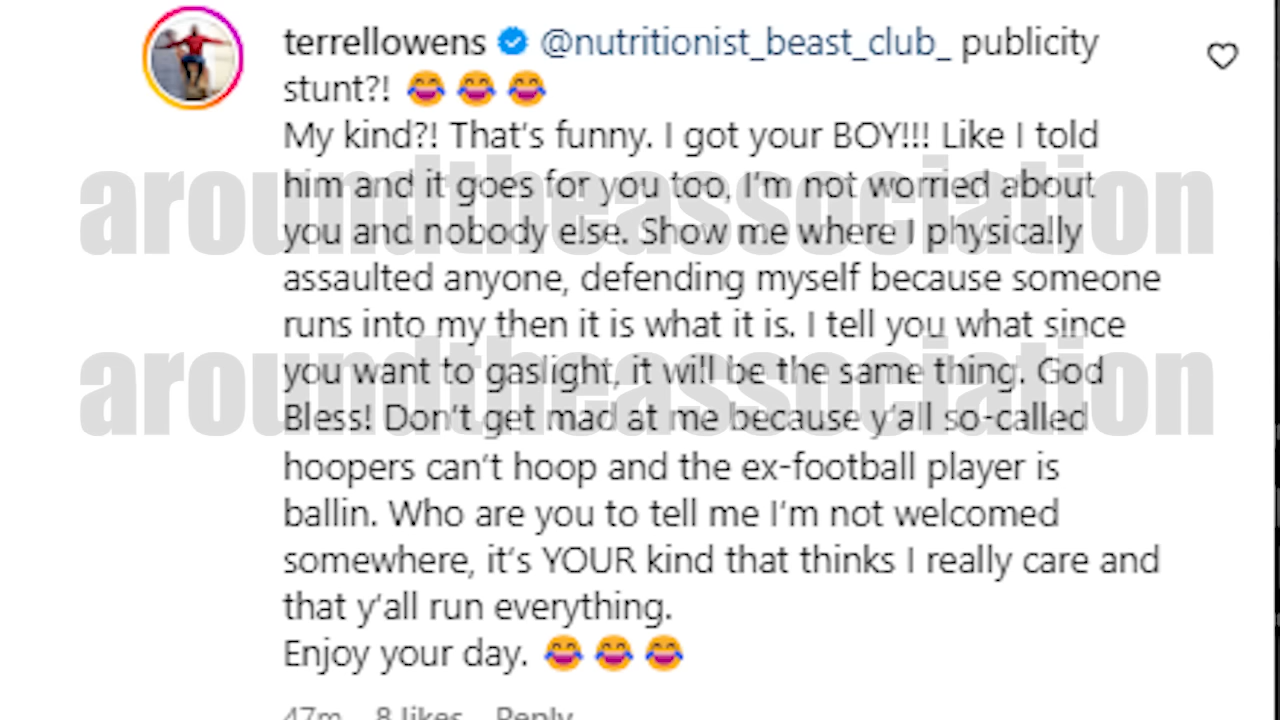 terrellowens @nutritionist_beast_club_ publicity
stunt?! 😂 😂 😂
My kind?! That's funny. I got your BOY!!! Like I told
him and it goes for you too, I'm not worried about
you and nobody else. Show me where I physically
assaulted anyone, defending myself because someone
runs into my then it is what it is. I tell you what since
you want to gaslight, it will be the same thing. God
Bless! Don't get mad at me because y'all so-called
hoopers can't hoop and the ex-football player is
ballin. Who are you to tell me I'm not welcomed
somewhere, it's YOUR kind that thinks I really care and
that y'all run everything.
Enjoy your day. 😂 😂 😂
47m 8 likes Reply
aroundtheassociation
aroundtheassociation